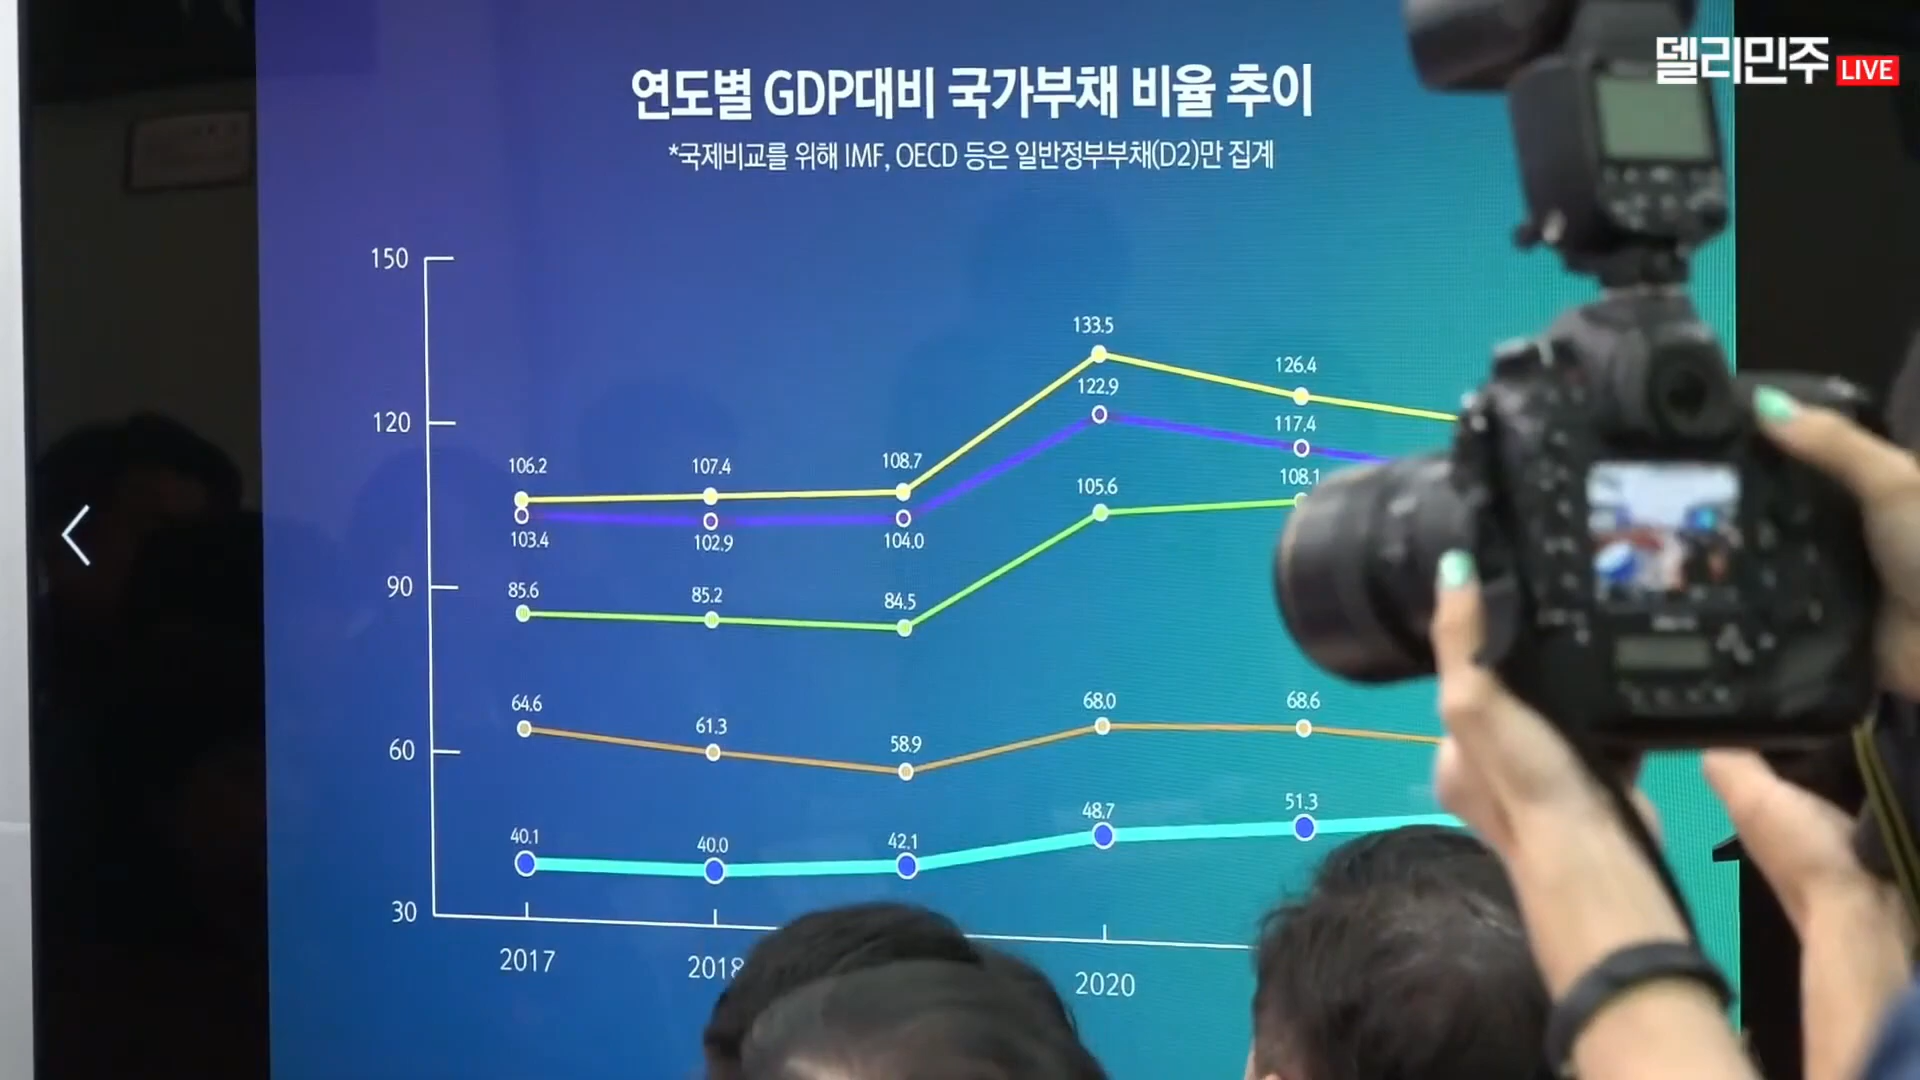 델리민주 LIVE
연도별 GDP대비 국가부채 비율 추이
*국제비교를 위해 IMF, OECD 등은 일반정부부채(D2)만 집계
150
133.5
126.4
122.9
120
117.4
106.2 107.4 108.7
105.6 108.1
103.4 102.9 104.0
90
85.6 85.2 84.5
64.6 61.3 58.9 68.0 68.6
60
40.1 40.0 42.1 48.7 51.3
30
2017 2018 2020